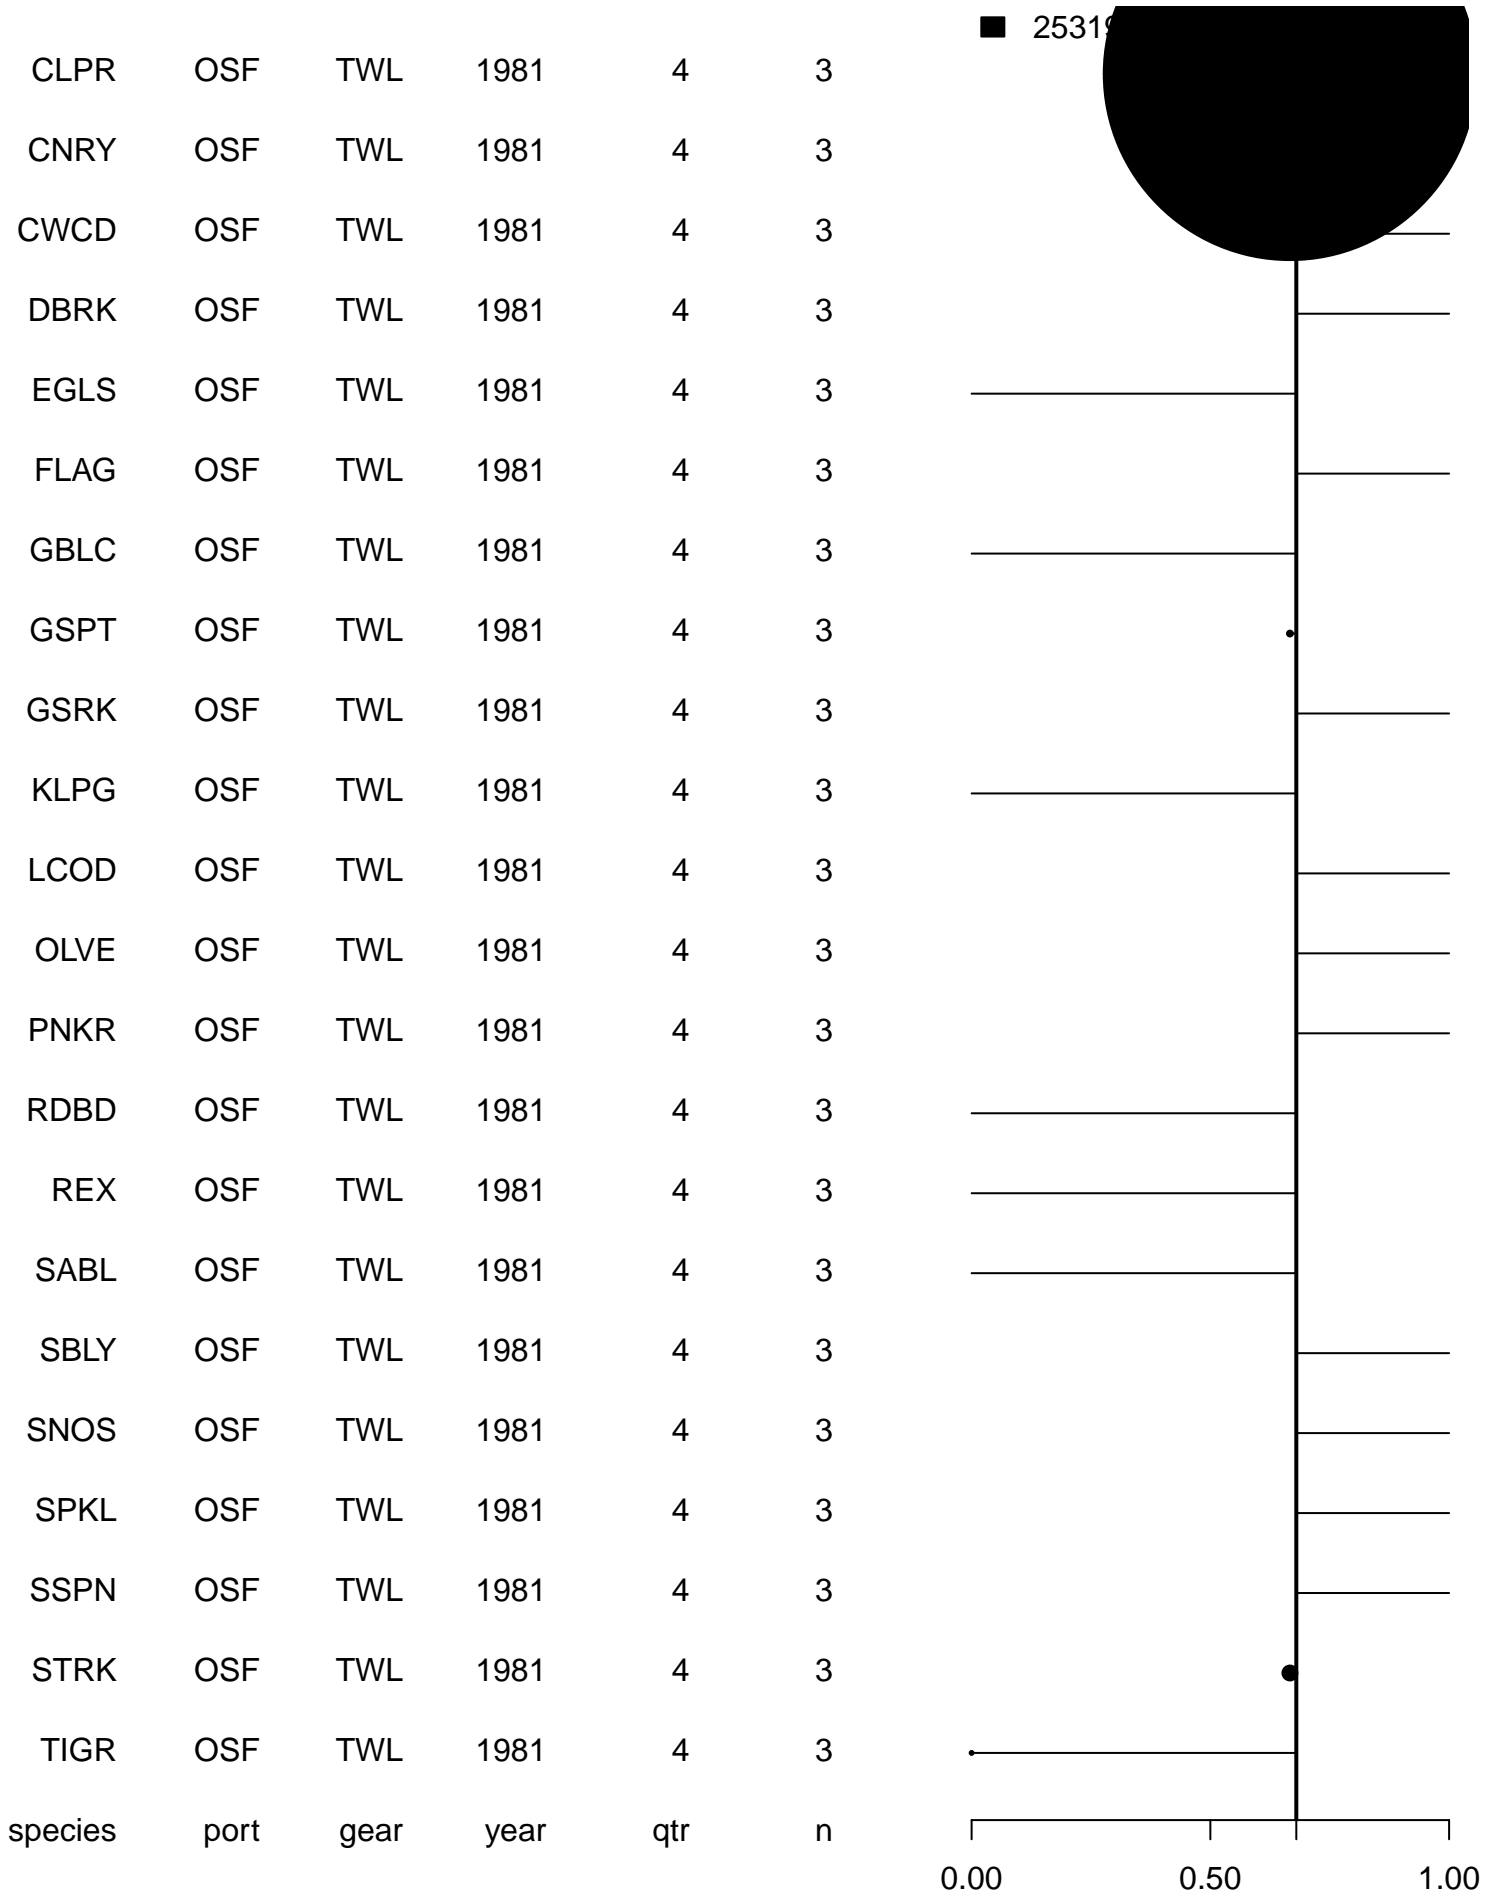 25319
CLPR OSF TWL 1981 4 3
CNRY OSF TWL 1981 4 3
CWCD OSF TWL 1981 4 3
DBRK OSF TWL 1981 4 3
EGLS OSF TWL 1981 4 3
FLAG OSF TWL 1981 4 3
GBLC OSF TWL 1981 4 3
GSPT OSF TWL 1981 4 3
GSRK OSF TWL 1981 4 3
KLPG OSF TWL 1981 4 3
LCOD OSF TWL 1981 4 3
OLVE OSF TWL 1981 4 3
PNKR OSF TWL 1981 4 3
RDBD OSF TWL 1981 4 3
REX OSF TWL 1981 4 3
SABL OSF TWL 1981 4 3
SBLY OSF TWL 1981 4 3
SNOS OSF TWL 1981 4 3
SPKL OSF TWL 1981 4 3
SSPN OSF TWL 1981 4 3
STRK OSF TWL 1981 4 3
TIGR OSF TWL 1981 4 3
species port gear year qtr n
0.00 0.50 1.00